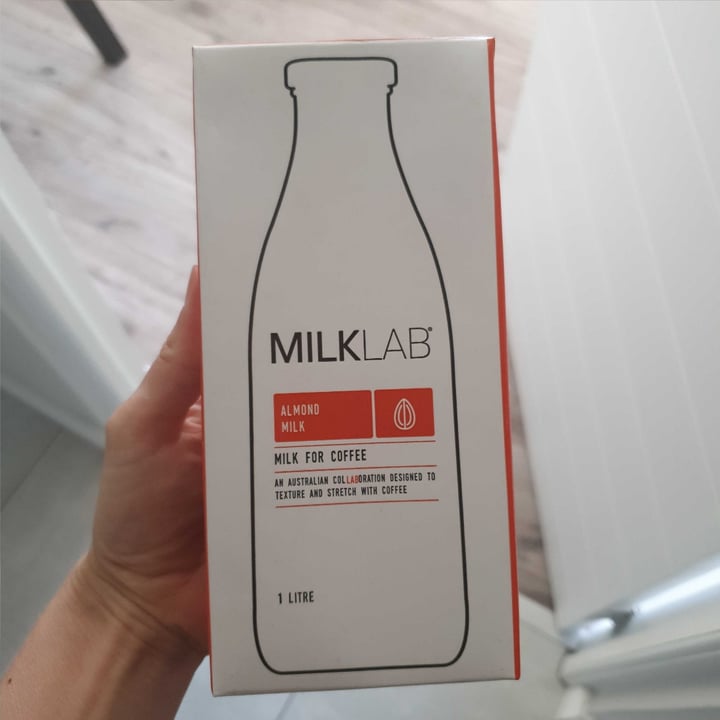 MILKLAB®
ALMOND
MILK
MILK FOR COFFEE
AN AUSTRALIAN COLLABORATION DESIGNED TO
TEXTURE AND STRETCH WITH COFFEE
1 LITRE